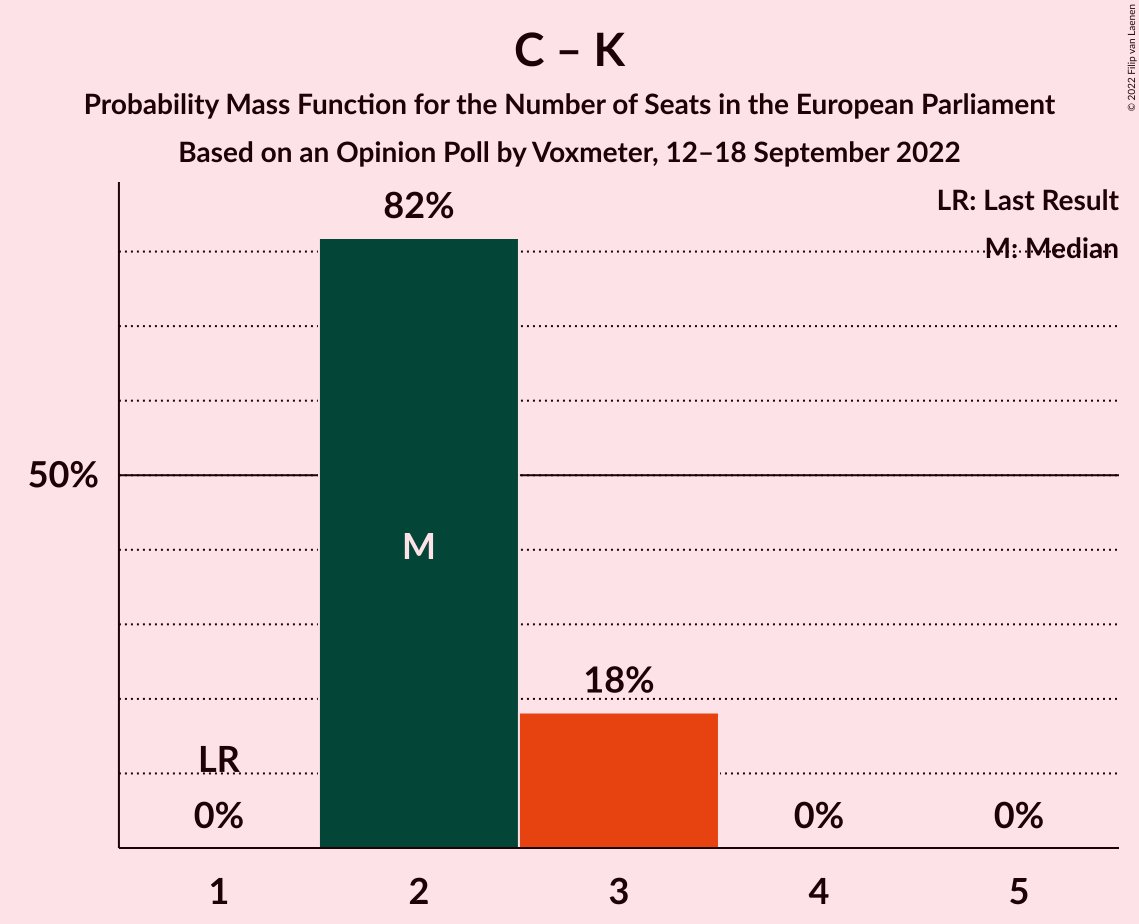 C – K
Probability Mass Function for the Number of Seats in the European Parliament
Based on an Opinion Poll by Voxmeter, 12–18 September 2022
© 2022 Filip van Laenen
LR: Last Result
M: Median
82%
50%
M
18%
LR
0%
0%
0%
1
2
3
4
5